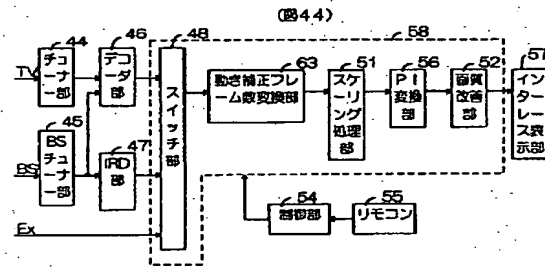 (図44)
44
46
48
58
TV
チューナー部
デコーダ部
スイッチ部
63
動き補正フレーム数変換部
51
スケーリング処理部
56
PI変換部
52
画質改善部
57
インターレース表示部
45
BS
BSチューナー部
47
IRD部
Ex
54
制御部
55
リモコン